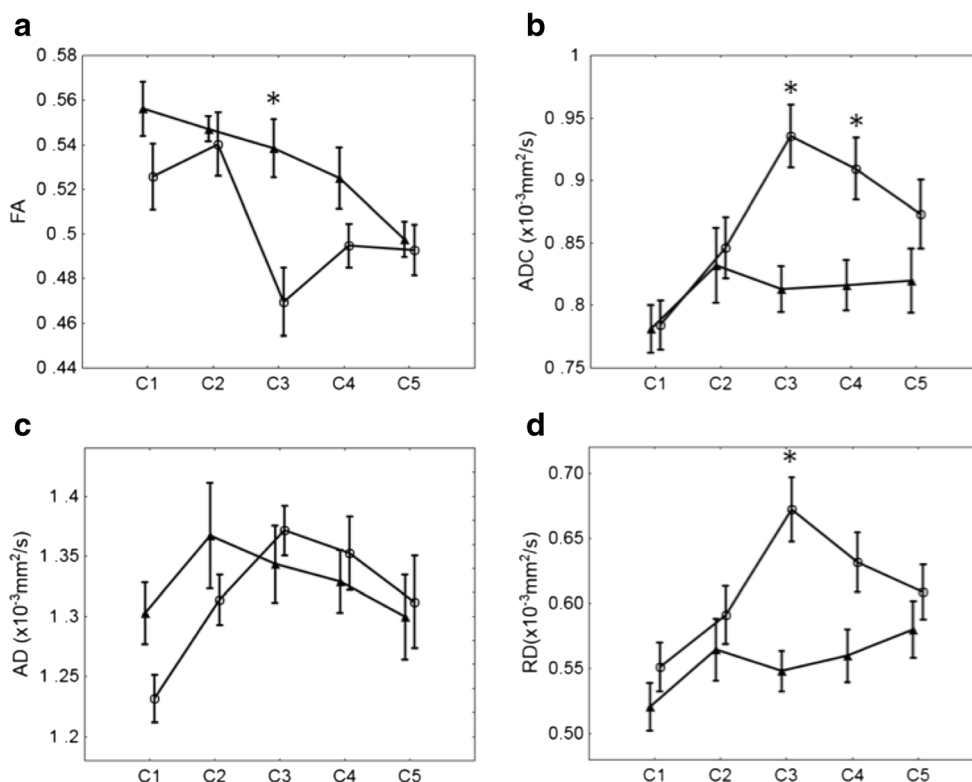 a
0 .58
0 .56
0 .54
0 .52
0 .5
0 .48
0 .46
0 .44
FA
*
C1 C2 C3 C4 C5
b
1
0.95
0.9
0.85
0.8
0.75
ADC (x10⁻³mm²/s)
* *
C1 C2 C3 C4 C5
c
1 .4
1.35
1.3
1.25
1.2
AD (x10⁻³mm²/s)
C1 C2 C3 C4 C5
d
0.70
0.65
0.60
0.55
0.50
RD(x10⁻³mm²/s)
*
C1 C2 C3 C4 C5